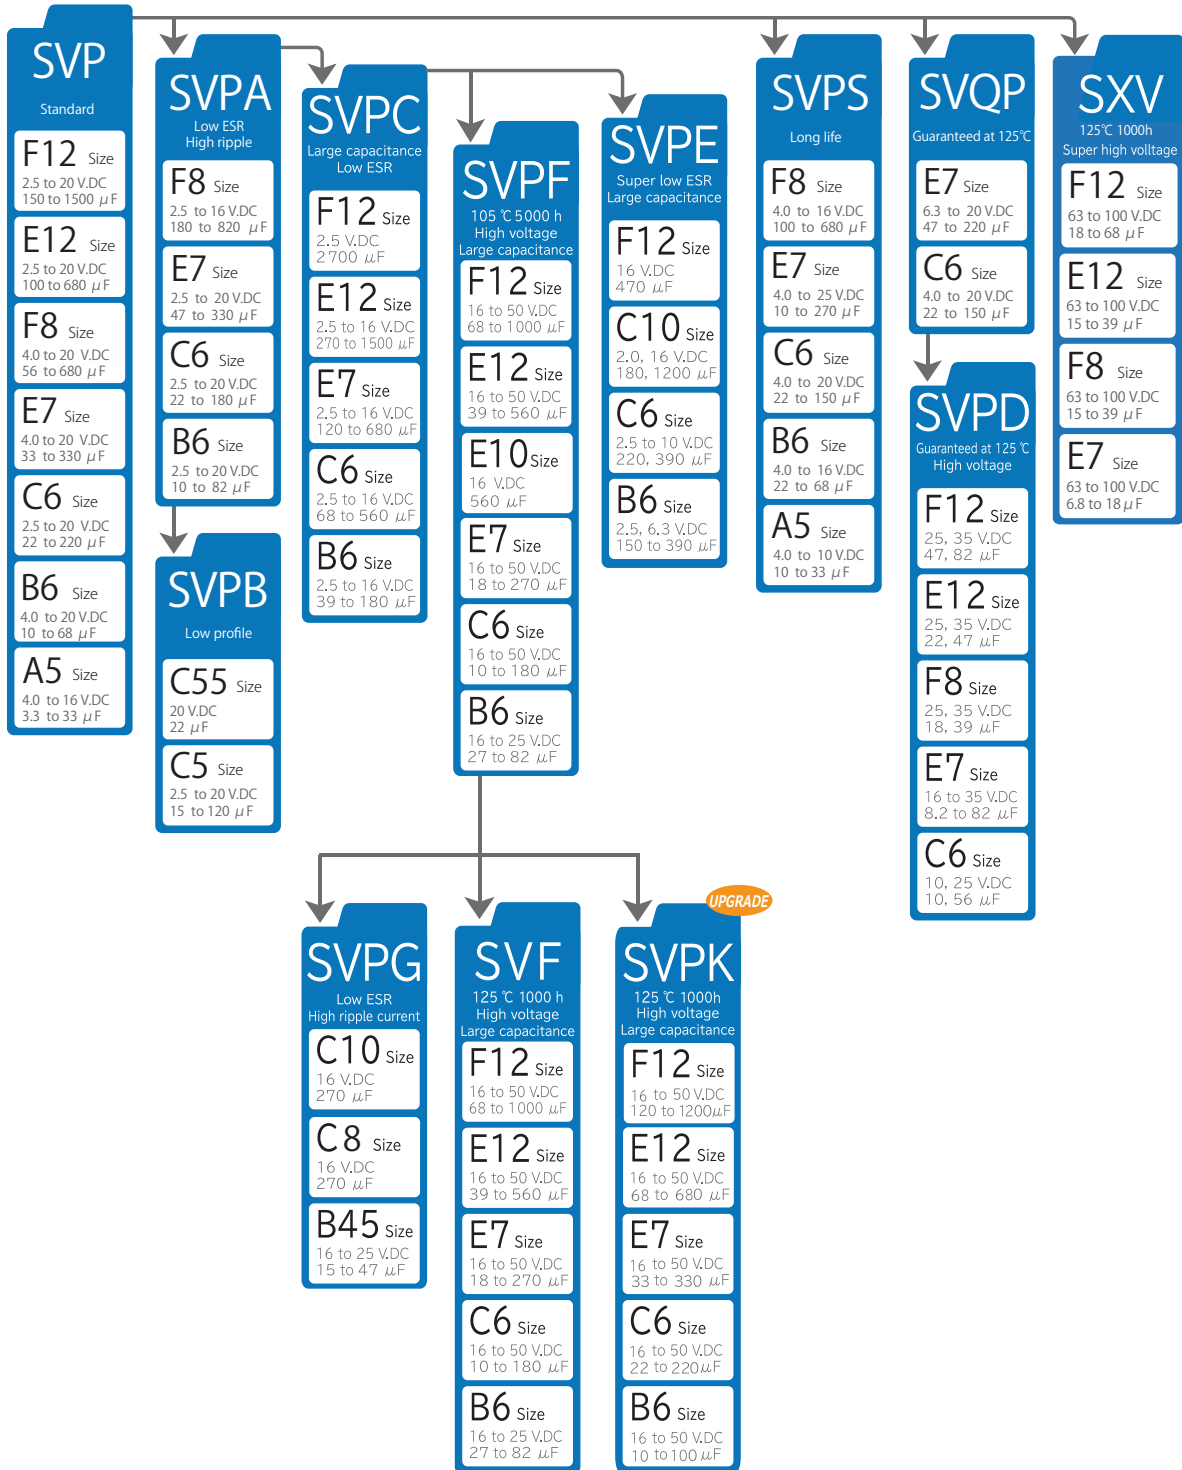 SVP
Standard
F12 Size
2.5 to 20 V.DC
150 to 1500 μF
E12 Size
2.5 to 20 V.DC
100 to 680 μF
F8 Size
4.0 to 20 V.DC
56 to 680 μF
E7 Size
4.0 to 20 V.DC
33 to 330 μF
C6 Size
2.5 to 20 V.DC
22 to 220 μF
B6 Size
4.0 to 20 V.DC
10 to 68 μF
A5 Size
4.0 to 16 V.DC
3.3 to 33 μF
SVPA
Low ESR
High ripple
F8 Size
2.5 to 16 V.DC
180 to 820 μF
E7 Size
2.5 to 20 V.DC
47 to 330 μF
C6 Size
2.5 to 20 V.DC
22 to 180 μF
B6 Size
2.5 to 20 V.DC
10 to 82 μF
SVPB
Low profile
C55 Size
20 V.DC
22 μF
C5 Size
2.5 to 20 V.DC
15 to 120 μF
SVPC
Large capacitance
Low ESR
F12 Size
2.5 V.DC
2700 μF
E12 Size
2.5 to 16 V.DC
270 to 1500 μF
E7 Size
2.5 to 16 V.DC
120 to 680 μF
C6 Size
2.5 to 16 V.DC
68 to 560 μF
B6 Size
2.5 to 16 V.DC
39 to 180 μF
SVPF
105 ℃ 5000 h
High voltage
Large capacitance
F12 Size
16 to 50 V.DC
68 to 1000 μF
E12 Size
16 to 50 V.DC
39 to 560 μF
E10 Size
16 V.DC
560 μF
E7 Size
16 to 50 V.DC
18 to 270 μF
C6 Size
16 to 50 V.DC
10 to 180 μF
B6 Size
16 to 25 V.DC
27 to 82 μF
SVPE
Super low ESR
Large capacitance
F12 Size
16 V.DC
470 μF
C10 Size
2.0, 16 V.DC
180, 1200 μF
C6 Size
2.5 to 10 V.DC
220, 390 μF
B6 Size
2.5, 6.3 V.DC
150 to 390 μF
SVPS
Long life
F8 Size
4.0 to 16 V.DC
100 to 680 μF
E7 Size
4.0 to 25 V.DC
10 to 270 μF
C6 Size
4.0 to 20 V.DC
22 to 150 μF
B6 Size
4.0 to 16 V.DC
22 to 68 μF
A5 Size
4.0 to 10 V.DC
10 to 33 μF
SVQP
Guaranteed at 125℃
E7 Size
6.3 to 20 V.DC
47 to 220 μF
C6 Size
4.0 to 20 V.DC
22 to 150 μF
SVPD
Guaranteed at 125 ℃
High voltage
F12 Size
25, 35 V.DC
47, 82 μF
E12 Size
25, 35 V.DC
22, 47 μF
F8 Size
25, 35 V.DC
18, 39 μF
E7 Size
16 to 35 V.DC
8.2 to 82 μF
C6 Size
10, 25 V.DC
10, 56 μF
SXV
125℃ 1000h
Super high volltage
F12 Size
63 to 100 V.DC
18 to 68 μF
E12 Size
63 to 100 V.DC
15 to 39 μF
F8 Size
63 to 100 V.DC
15 to 39 μF
E7 Size
63 to 100 V.DC
6.8 to 18 μF
SVPG
Low ESR
High ripple current
C10 Size
16 V.DC
270 μF
C8 Size
16 V.DC
270 μF
B45 Size
16 to 25 V.DC
15 to 47 μF
SVF
125 ℃ 1000 h
High voltage
Large capacitance
F12 Size
16 to 50 V.DC
68 to 1000 μF
E12 Size
16 to 50 V.DC
39 to 560 μF
E7 Size
16 to 50 V.DC
18 to 270 μF
C6 Size
16 to 50 V.DC
10 to 180 μF
B6 Size
16 to 25 V.DC
27 to 82 μF
UPGRADE
SVPK
125 ℃ 1000h
High voltage
Large capacitance
F12 Size
16 to 50 V.DC
120 to 1200μF
E12 Size
16 to 50 V.DC
68 to 680 μF
E7 Size
16 to 50 V.DC
33 to 330 μF
C6 Size
16 to 50 V.DC
22 to 220μF
B6 Size
16 to 50 V.DC
10 to 100 μF